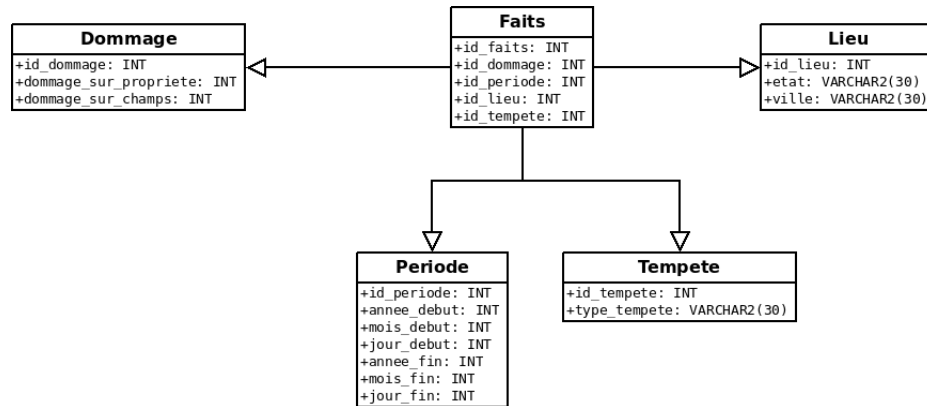 Dommage
+id_dommage: INT
+dommage_sur_propriete: INT
+dommage_sur_champs: INT
Faits
+id_faits: INT
+id_dommage: INT
+id_periode: INT
+id_lieu: INT
+id_tempete: INT
Lieu
+id_lieu: INT
+etat: VARCHAR2(30)
+ville: VARCHAR2(30)
Periode
+id_periode: INT
+annee_debut: INT
+mois_debut: INT
+jour_debut: INT
+annee_fin: INT
+mois_fin: INT
+jour_fin: INT
Tempete
+id_tempete: INT
+type_tempete: VARCHAR2(30)